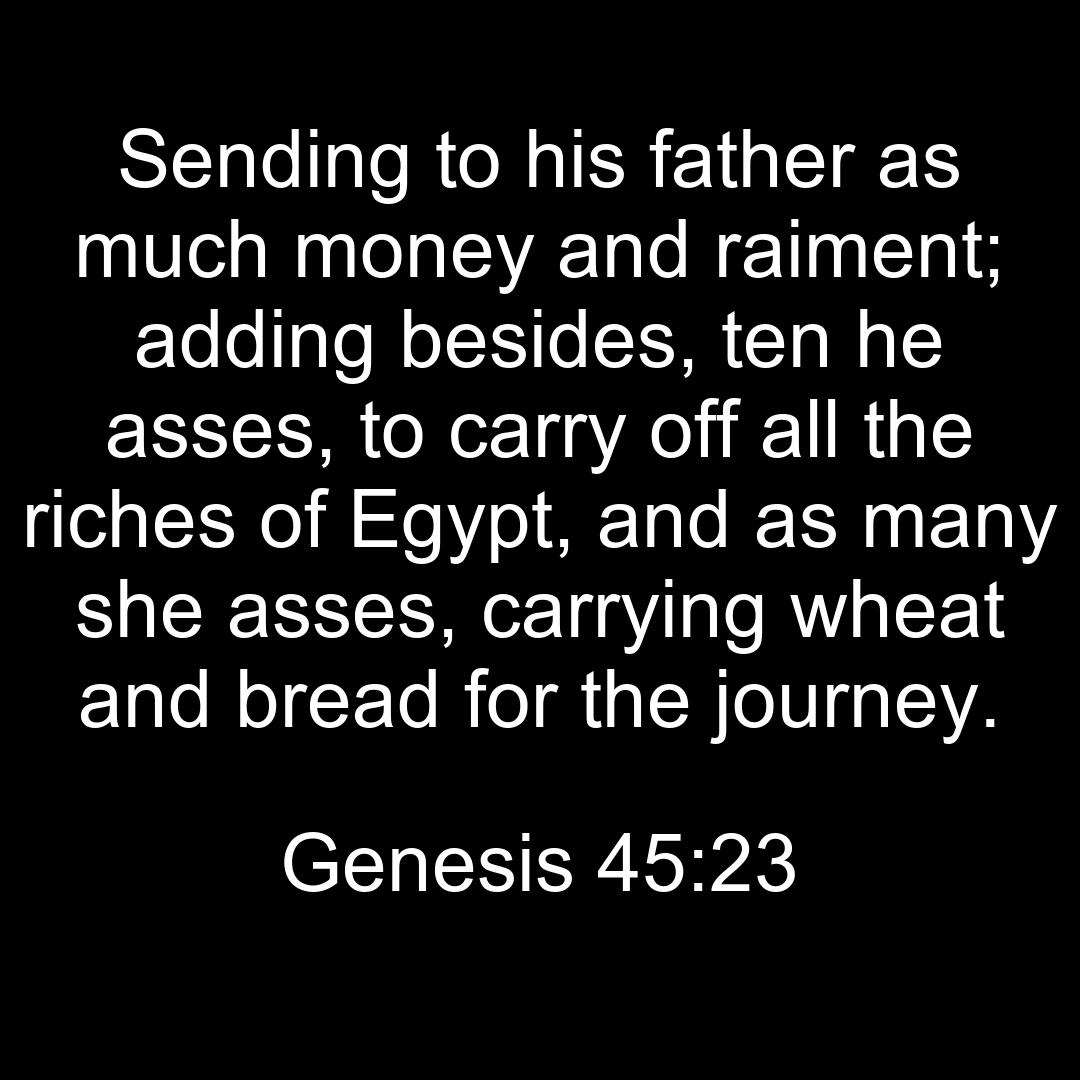 Sending to his father as
much money and raiment;
adding besides, ten he
asses, to carry off all the
riches of Egypt, and as many
she asses, carrying wheat
and bread for the journey.
Genesis 45:23